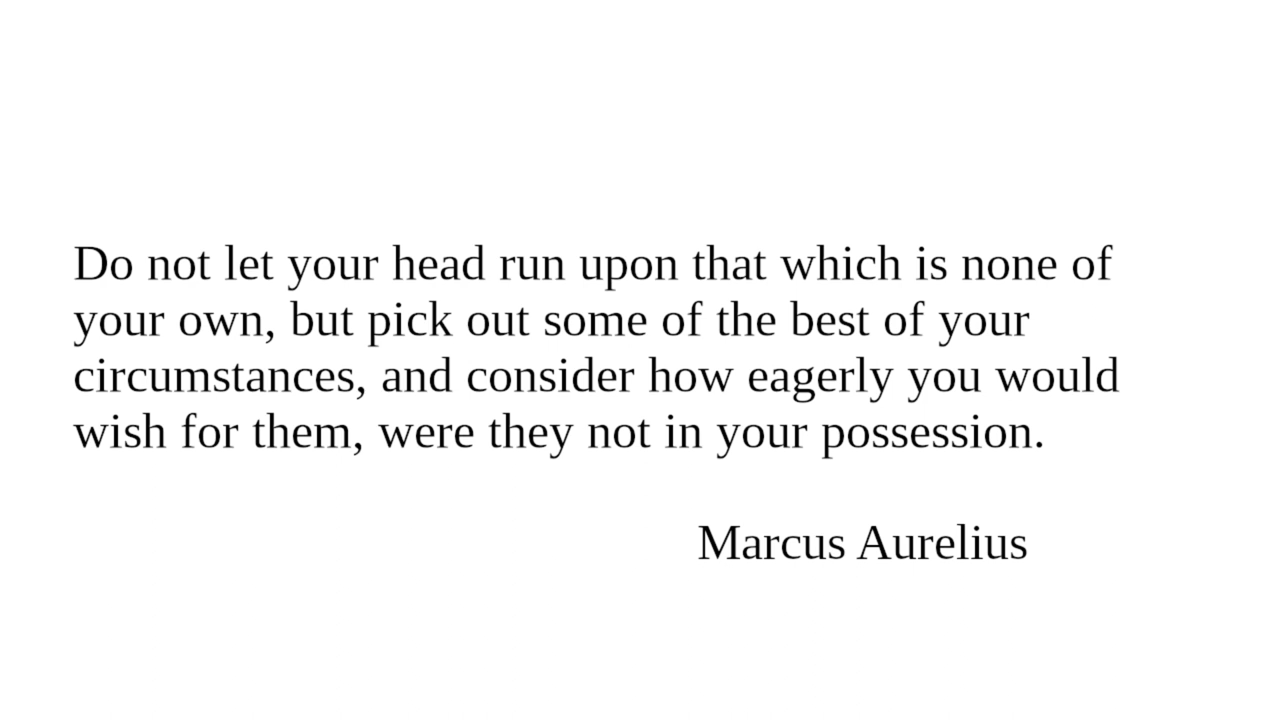 Do not let your head run upon that which is none of
your own, but pick out some of the best of your
circumstances, and consider how eagerly you would
wish for them, were they not in your possession.
Marcus Aurelius